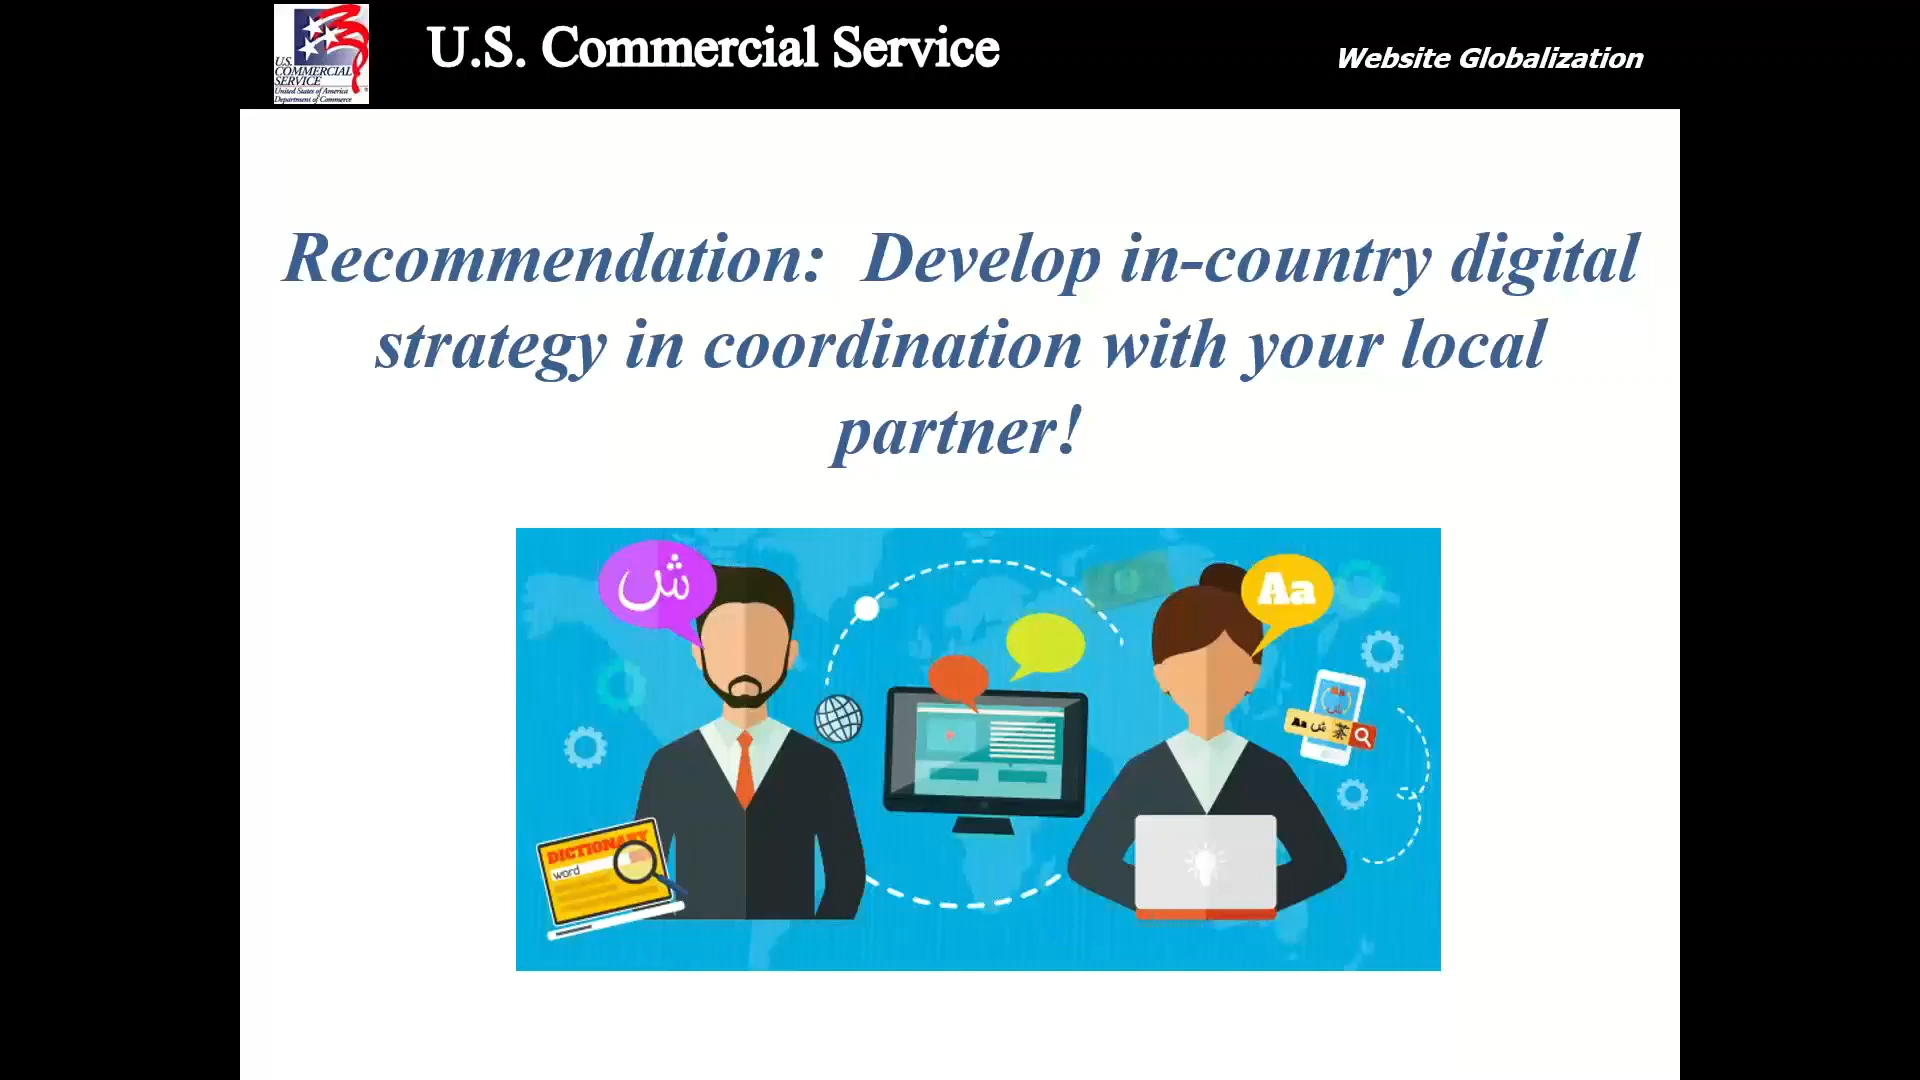 U.S.
COMMERCIAL
SERVICE
United States of America
Department of Commerce
U.S. Commercial Service
Website Globalization
Recommendation: Develop in-country digital
strategy in coordination with your local
partner!
ش
Aa
Aa ش 茶
DICTIONARY
word